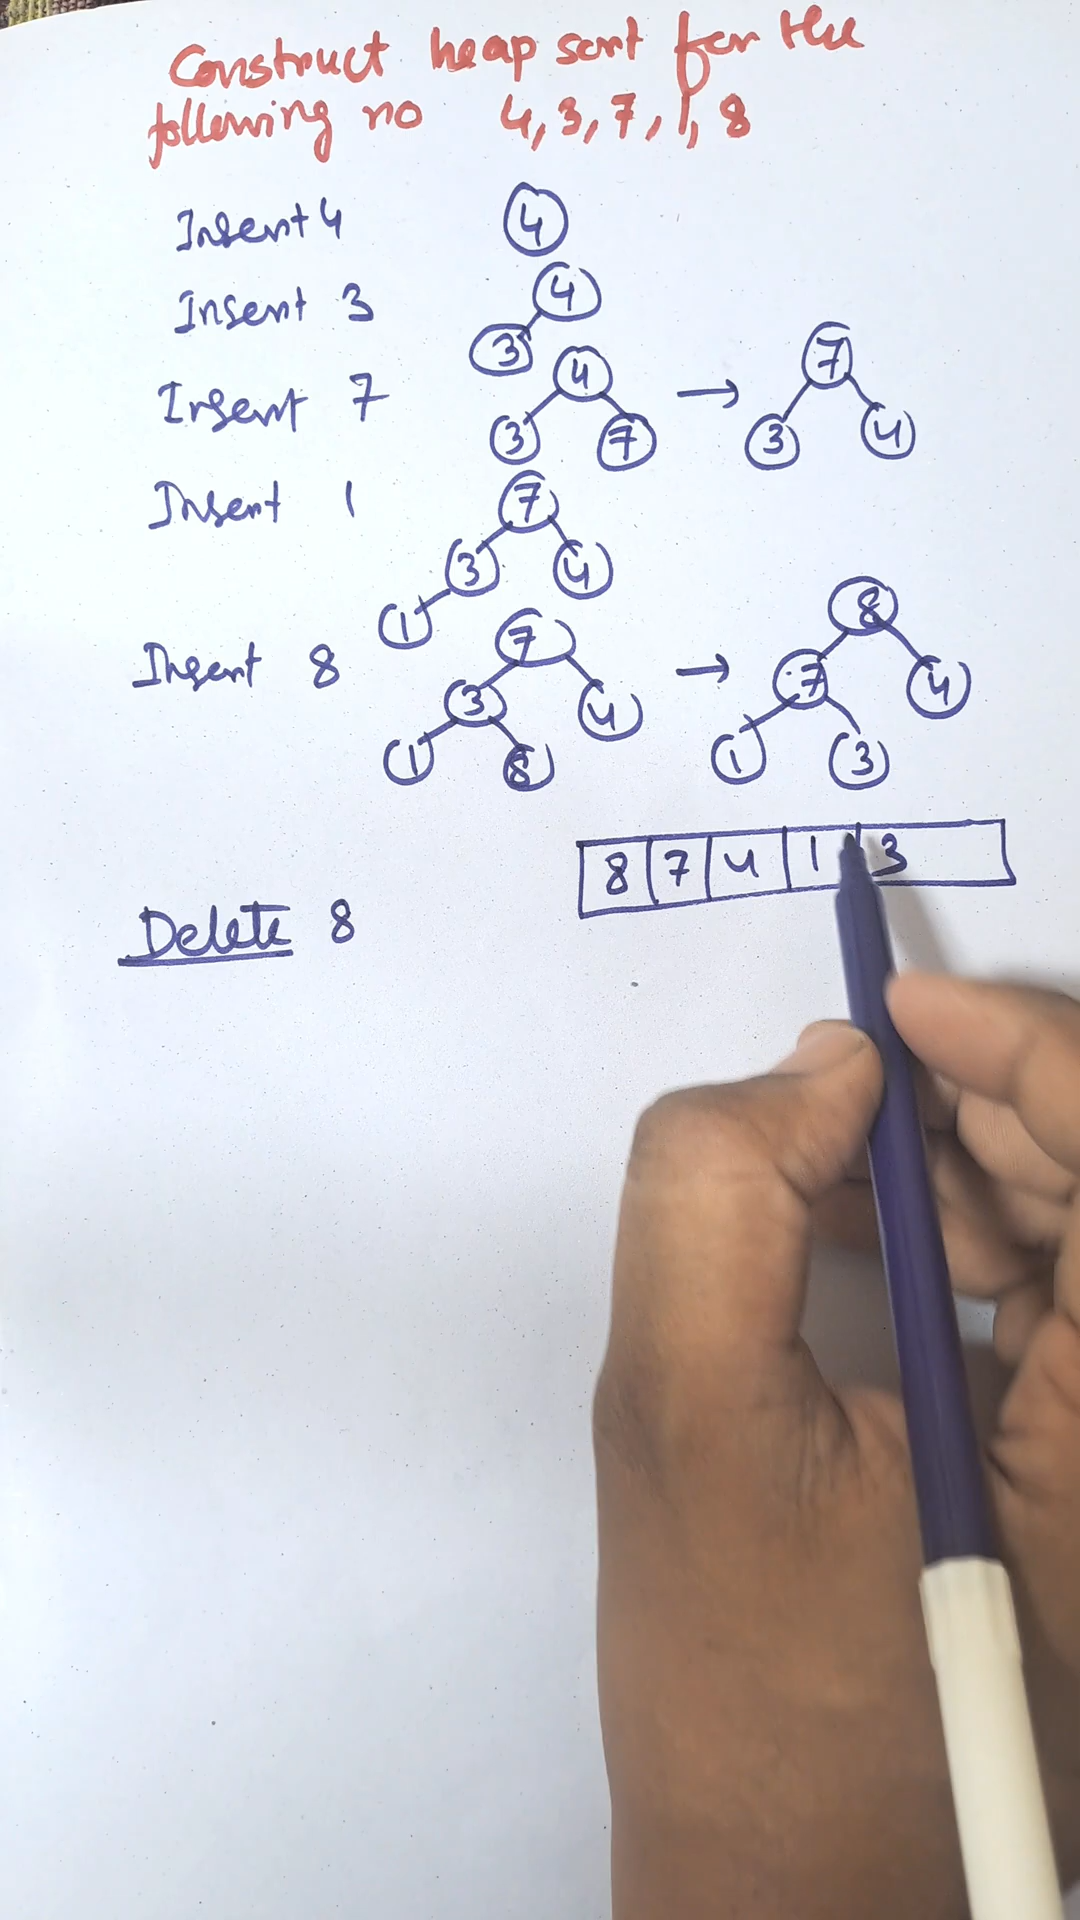 Construct heap sort for the
following no 4, 3, 7, 1, 8
Insert 4
4
Insert 3
4
3
Insert 7
4
3 7
→
7
3 4
Insert 1
7
3 4
1
Insert 8
7
3 4
1 8
→
8
7 4
1 3
8 7 4 1 3
Delete 8